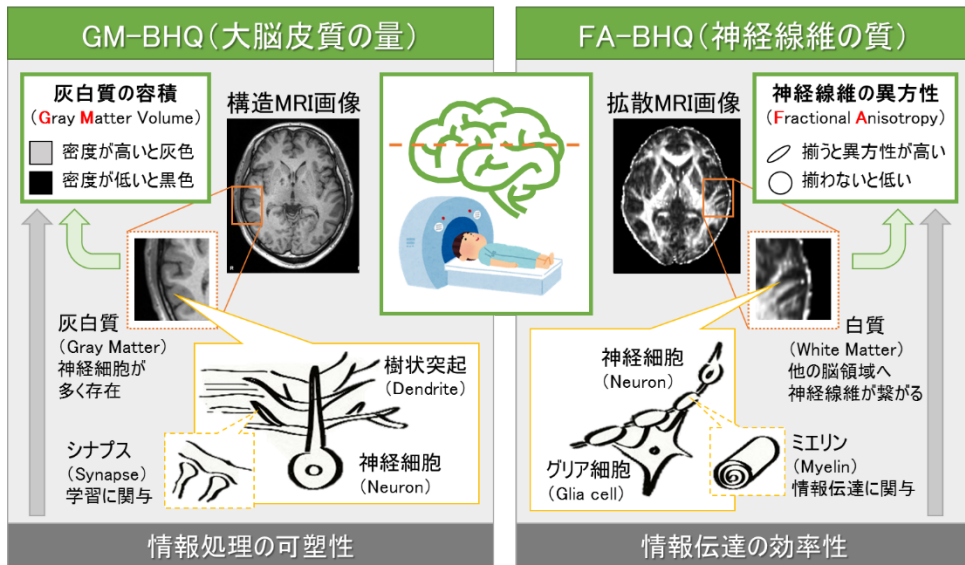 GM-BHQ(大脳皮質の量)
灰白質の容積
(Gray Matter Volume)
密度が高いと灰色
密度が低いと黒色
構造MRI画像
灰白質
(Gray Matter)
神経細胞が
多く存在
樹状突起
(Dendrite)
神経細胞
(Neuron)
シナプス
(Synapse)
学習に関与
情報処理の可塑性
FA-BHQ(神経線維の質)
拡散MRI画像
神経線維の異方性
(Fractional Anisotropy)
揃うと異方性が高い
揃わないと低い
白質
(White Matter)
他の脳領域へ
神経線維が繋がる
神経細胞
(Neuron)
グリア細胞
(Glia cell)
ミエリン
(Myelin)
情報伝達に関与
情報伝達の効率性